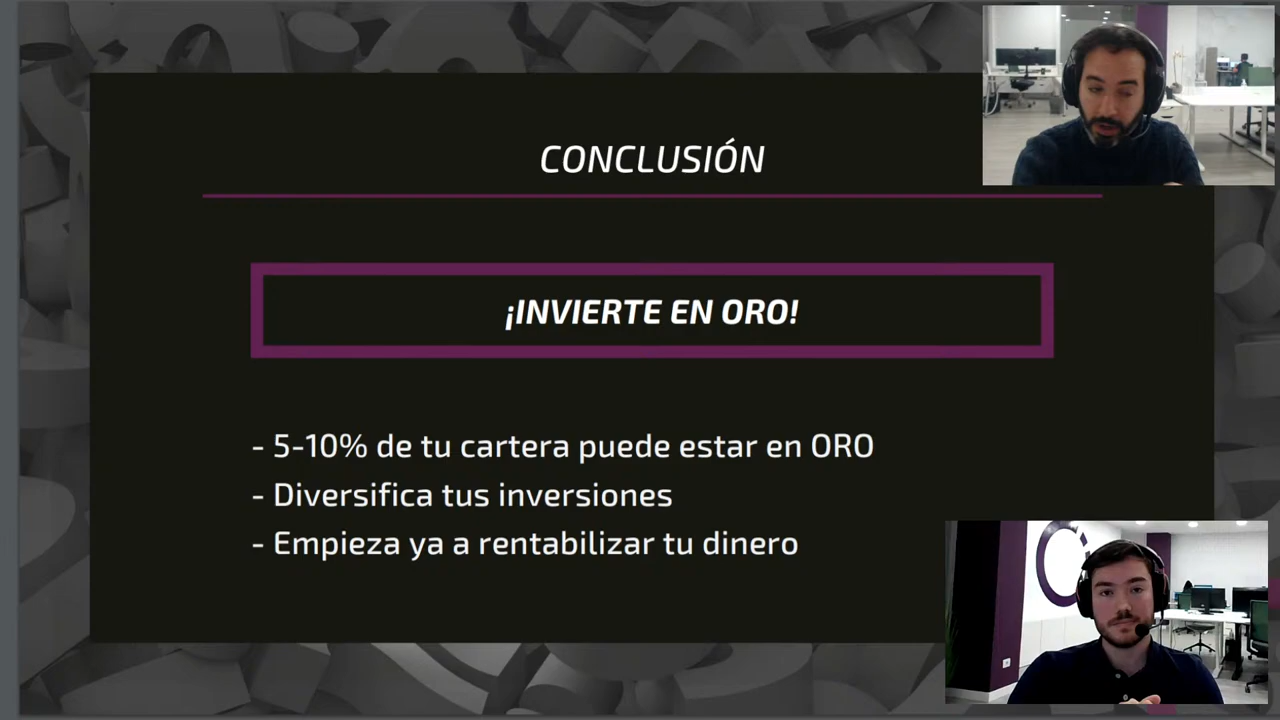 CONCLUSIÓN
¡INVIERTE EN ORO!
- 5-10% de tu cartera puede estar en ORO
- Diversifica tus inversiones
- Empieza ya a rentabilizar tu dinero